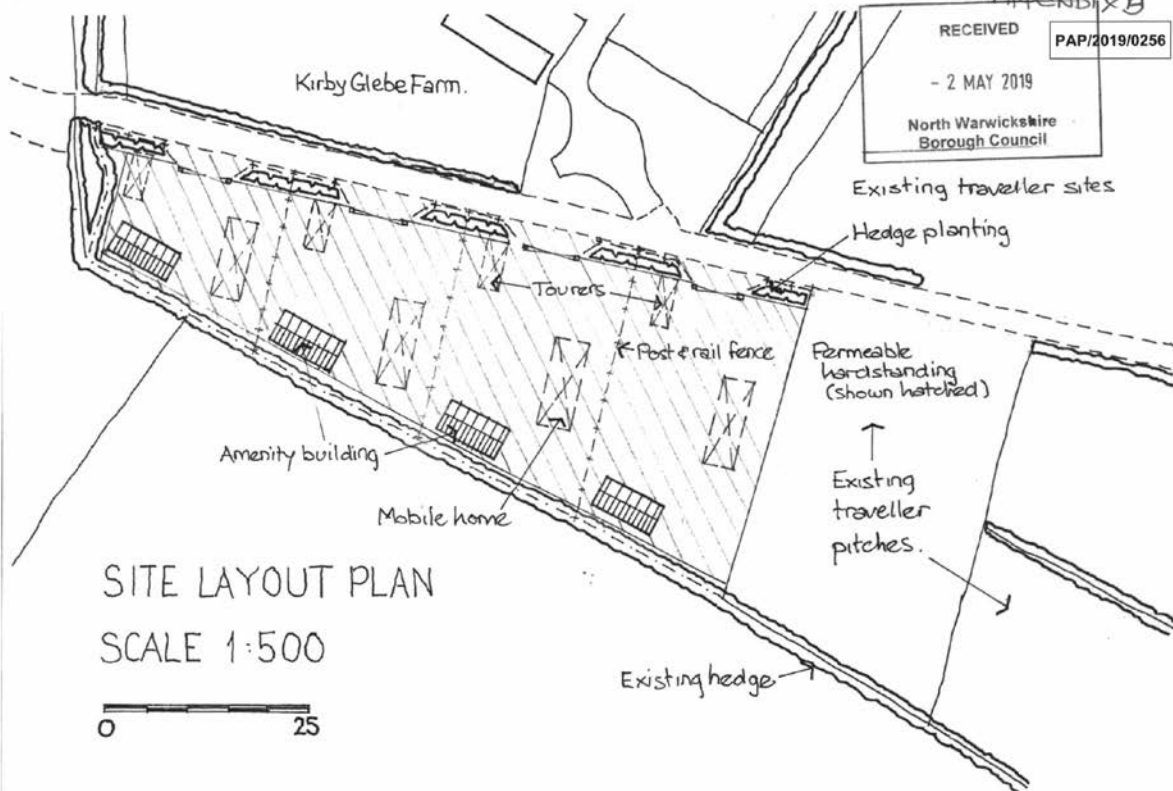 APPENDIX B
RECEIVED
PAP/2019/0256
- 2 MAY 2019
North Warwickshire
Borough Council
Kirby Glebe Farm.
Existing traveller sites
Hedge planting
Tourers
Post & rail fence
Permeable
hardstanding
(shown hatched)
Amenity building
Mobile home
Existing
traveller
pitches.
SITE LAYOUT PLAN
SCALE 1:500
Existing hedge
0 25